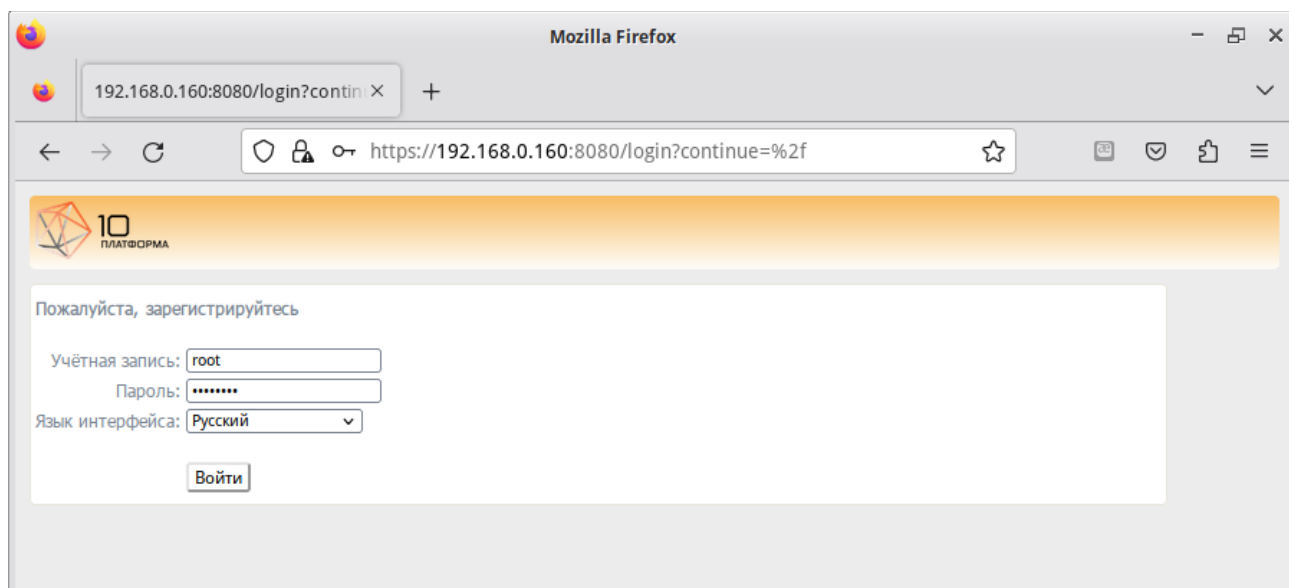 Mozilla Firefox
192.168.0.160:8080/login?contin
https://192.168.0.160:8080/login?continue=%2f
10
ПЛАТФОРМА
Пожалуйста, зарегистрируйтесь
Учётная запись: root
Пароль: ••••••••
Язык интерфейса: Русский
Войти